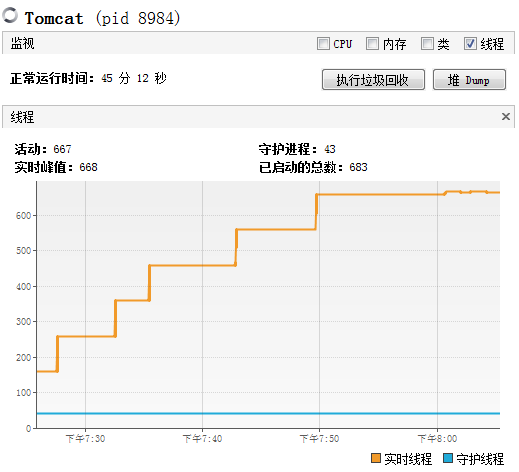 Tomcat (pid 8984)
监视 CPU 内存 类 线程
正常运行时间: 45 分 12 秒 执行垃圾回收 堆 Dump
线程
活动: 667 守护进程: 43
实时峰值: 668 已启动的总数: 683
600
500
400
300
200
100
0
下午7:30 下午7:40 下午7:50 下午8:00
实时线程 守护线程